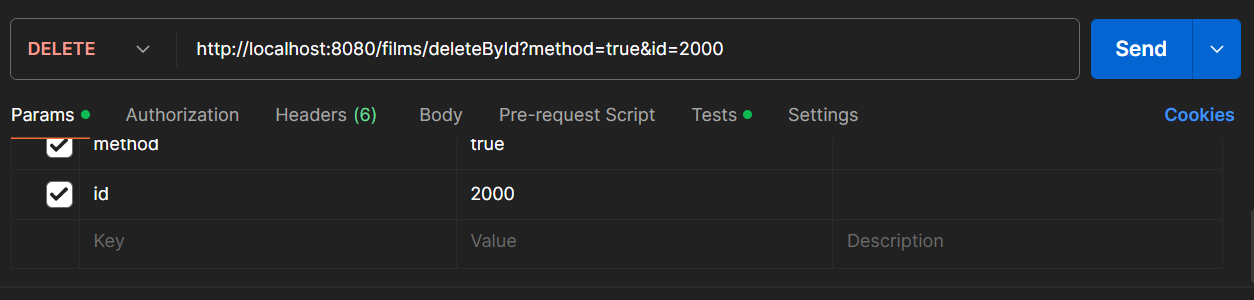 DELETE http://localhost:8080/films/deleteById?method=true&id=2000 Send
Params Authorization Headers (6) Body Pre-request Script Tests Settings Cookies
method true
id 2000
Key Value Description